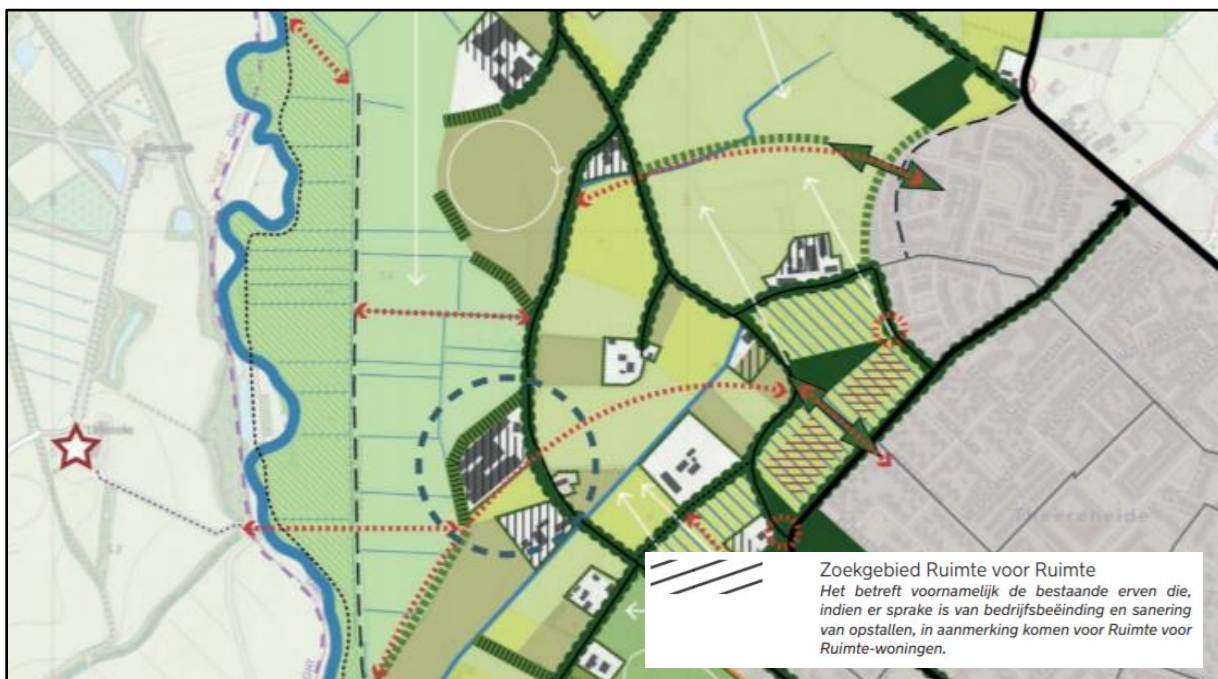 Theereheide
Zoekgebied Ruimte voor Ruimte
Het betreft voornamelijk de bestaande erven die,
indien er sprake is van bedrijfsbeëinding en sanering
van opstallen, in aanmerking komen voor Ruimte voor
Ruimte-woningen.